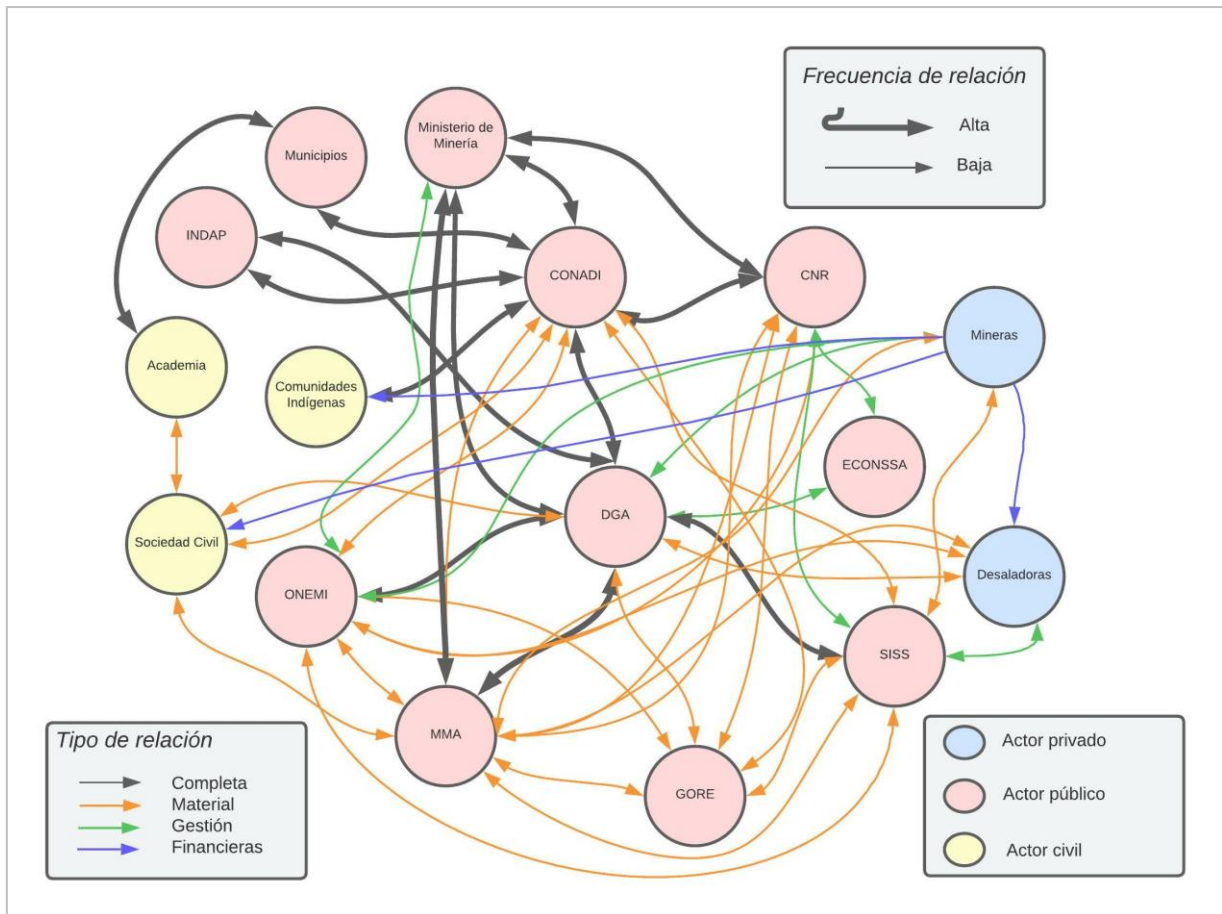 Frecuencia de relación
Alta
Baja
Ministerio de
Minería
Municipios
INDAP
CONADI
CNR
Mineras
Academia
Comunidades
Indígenas
ECONSSA
DGA
Sociedad Civil
Desaladoras
ONEMI
SISS
MMA
GORE
Tipo de relación
Completa
Material
Gestión
Financieras
Actor privado
Actor público
Actor civil